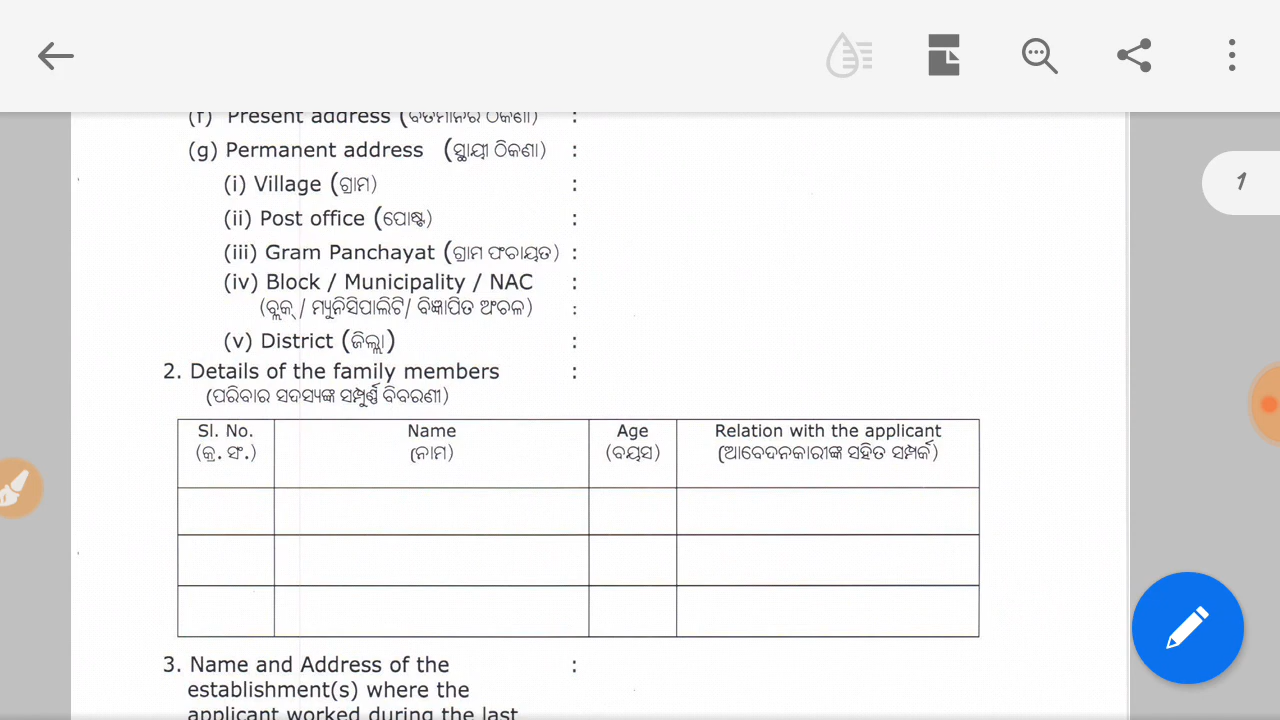 (f) Present address (ବର୍ତମାନର ଠିକଣା) :
1
(g) Permanent address (ସ୍ଥାୟୀ ଠିକଣା) :
(i) Village (ଗ୍ରାମ) :
(ii) Post office (ପୋଷ୍ଟ) :
(iii) Gram Panchayat (ଗ୍ରାମ ଫଚାୟତ) :
(iv) Block / Municipality / NAC :
(ବ୍ଲକ୍ / ମ୍ୟୁନିସିପାଲିଟି/ ବିଜ୍ଞାପିତ ଅଂଚଳ) :
(v) District (ଜିଲ୍ଲା) :
2. Details of the family members :
(ପରିବାର ସଦସ୍ୟଙ୍କ ସମ୍ପୁର୍ଣ୍ଣ ବିବରଣୀ)
Sl. No. Name Age Relation with the applicant
(କ୍ର. ସଂ.) (ନାମ) (ବୟସ) (ଆବେଦନକାରୀଙ୍କ ସହିତ ସମ୍ପର୍କ)
3. Name and Address of the :
establishment(s) where the
applicant worked during the last